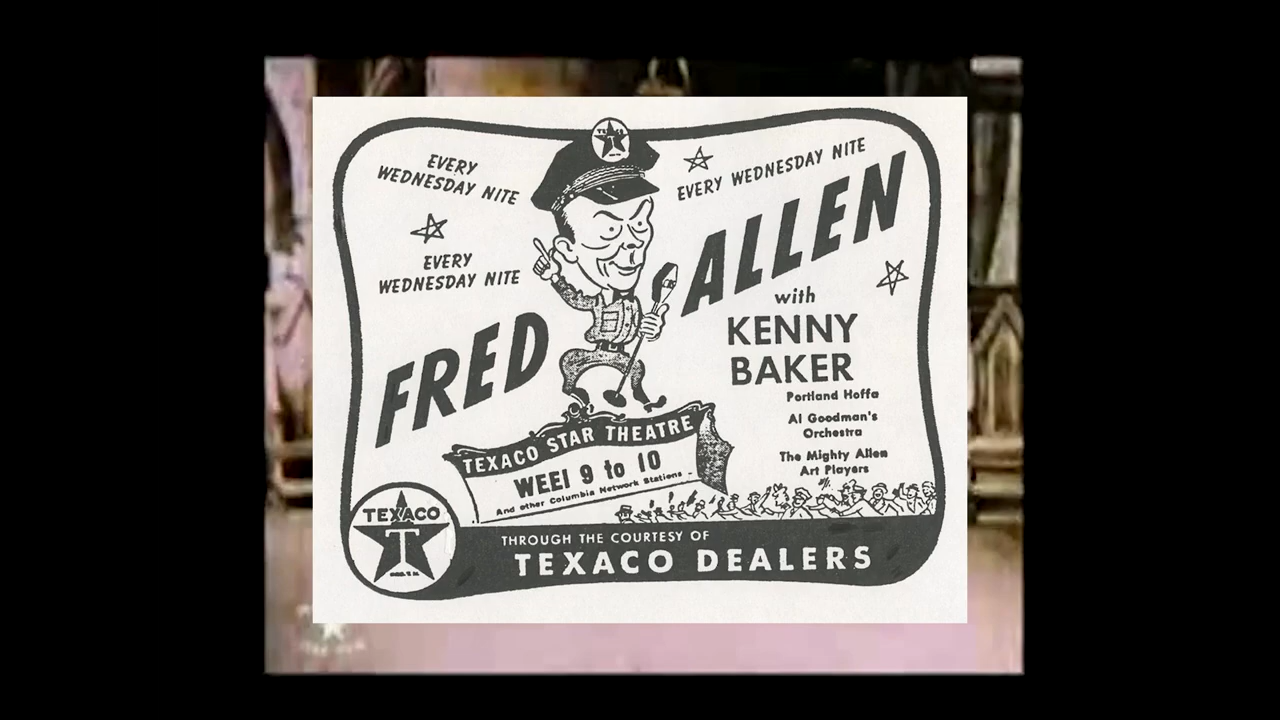 EVERY
WEDNESDAY NITE
EVERY WEDNESDAY NITE
EVERY
WEDNESDAY NITE
FRED
ALLEN
with
KENNY
BAKER
Portland Hoffa
Al Goodman's
Orchestra
The Mighty Allen
Art Players
TEXACO STAR THEATRE
WEEI 9 to 10
And other Columbia Network Stations
TEXACO
T
THROUGH THE COURTESY OF
TEXACO DEALERS